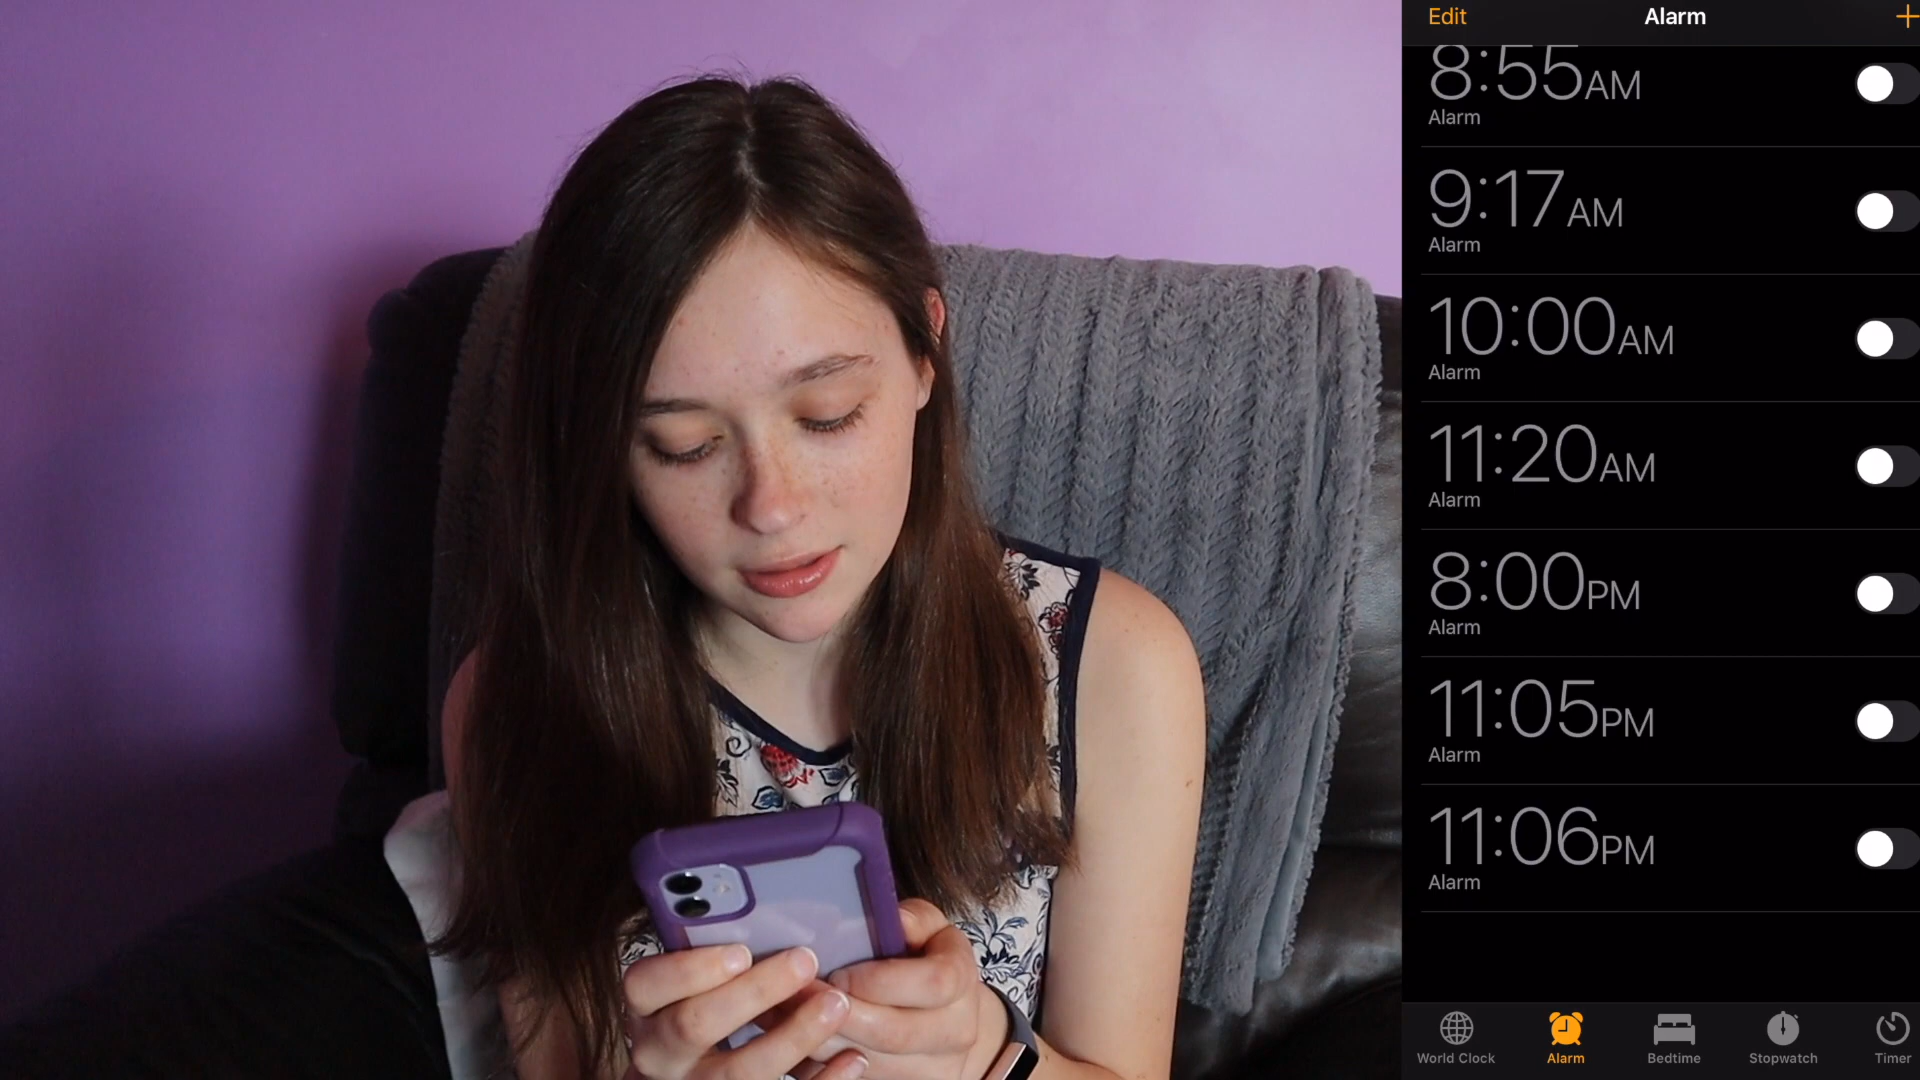 Edit Alarm +
8:55AM
Alarm
9:17AM
Alarm
10:00AM
Alarm
11:20AM
Alarm
8:00PM
Alarm
11:05PM
Alarm
11:06PM
Alarm
World Clock Alarm Bedtime Stopwatch Timer